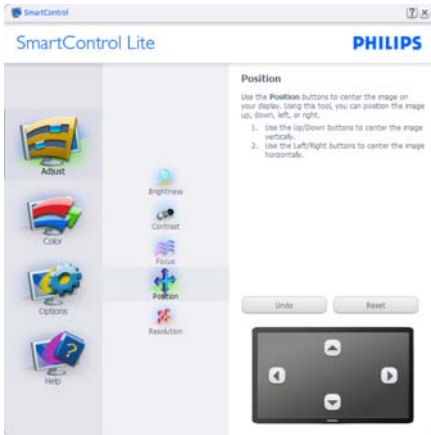 SmartControl
SmartControl Lite
PHILIPS
Adjust
Color
Options
Help
Brightness
Contrast
Focus
Position
Resolution
Position
Use the Position buttons to center the image on
your display. Using this tool, you can position the image
up, down, left, or right.
1. Use the Up/Down buttons to center the image
vertically.
2. Use the Left/Right buttons to center the image
horizontally.
Undo
Reset